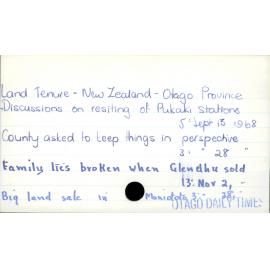 Land Tenure - New Zealand - Otago Province
Discussions on resiting of Pukaki Stations
5 Sept 13 1968
County asked to keep things in perspective
3 " 28 "
Family ties broken when Glendhu sold
13 Nov 2, "
Big land sale in 3 " 28, "
OTAGO DAILY TIMES